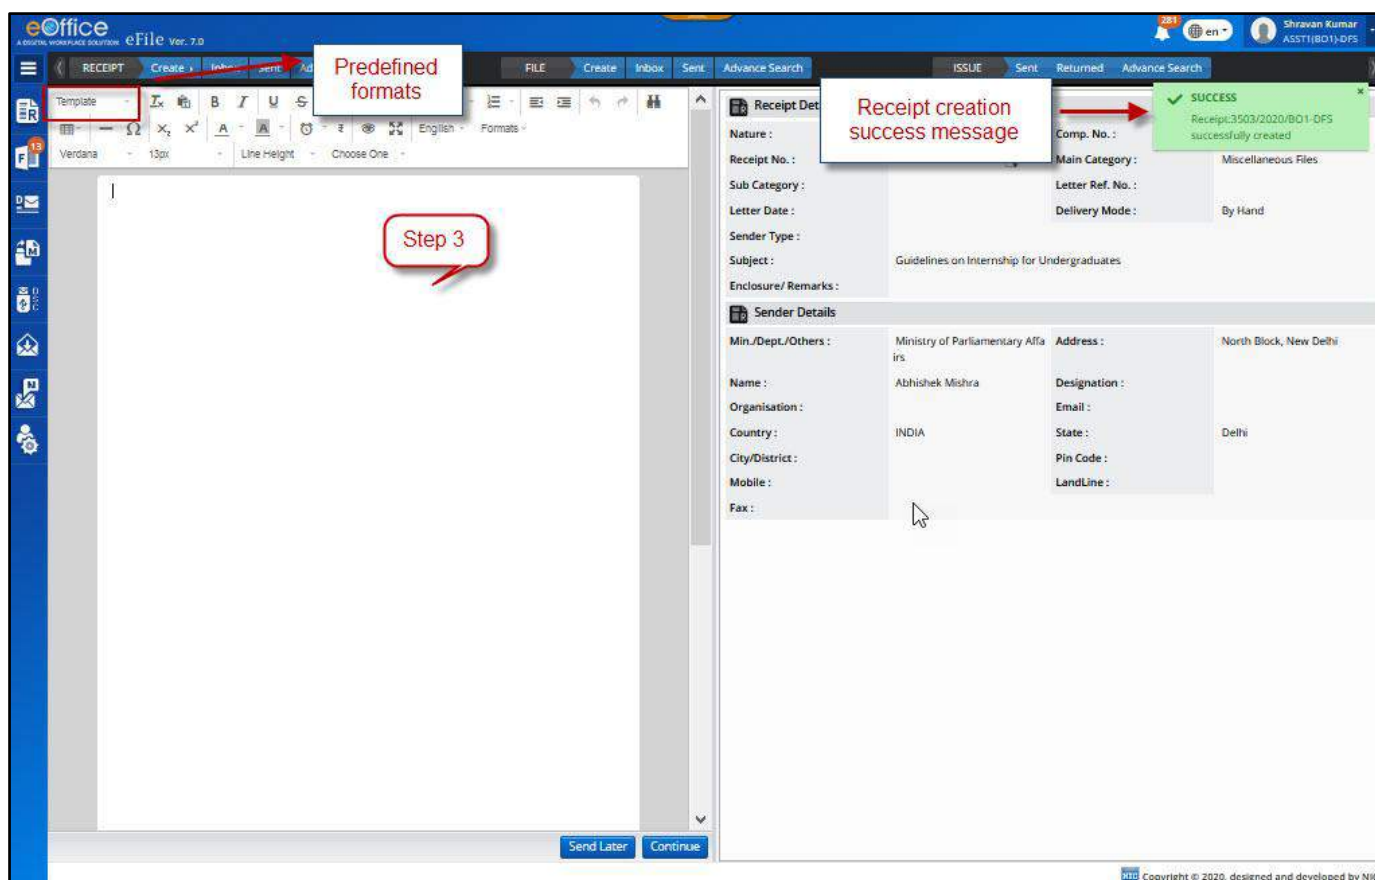 eOffice
A DIGITAL WORKPLACE SOLUTION eFile Ver. 7.0
281
en
Shravan Kumar
ASST1(BO1)-DFS
RECEIPT Create Inbox Sent Ad
FILE Create Inbox Sent Advance Search
ISSUE Sent Returned Advance Search
Predefined
formats
Receipt creation
success message
SUCCESS
Receipt:3503/2020/BO1-DFS
successfully created
Template
English Formats
Verdana 13px Line Height Choose One
13
Step 3
Receipt Det
Nature : Comp. No. :
Receipt No. : Main Category : Miscellaneous Files
Sub Category : Letter Ref. No. :
Letter Date : Delivery Mode : By Hand
Sender Type :
Subject : Guidelines on Internship for Undergraduates
Enclosure/ Remarks :
Sender Details
Min./Dept./Others : Ministry of Parliamentary Affa Address : North Block, New Delhi
irs
Name : Abhishek Mishra Designation :
Organisation : Email :
Country : INDIA State : Delhi
City/District : Pin Code :
Mobile : LandLine :
Fax :
Send Later Continue
NIC Copyright © 2020, designed and developed by NIC